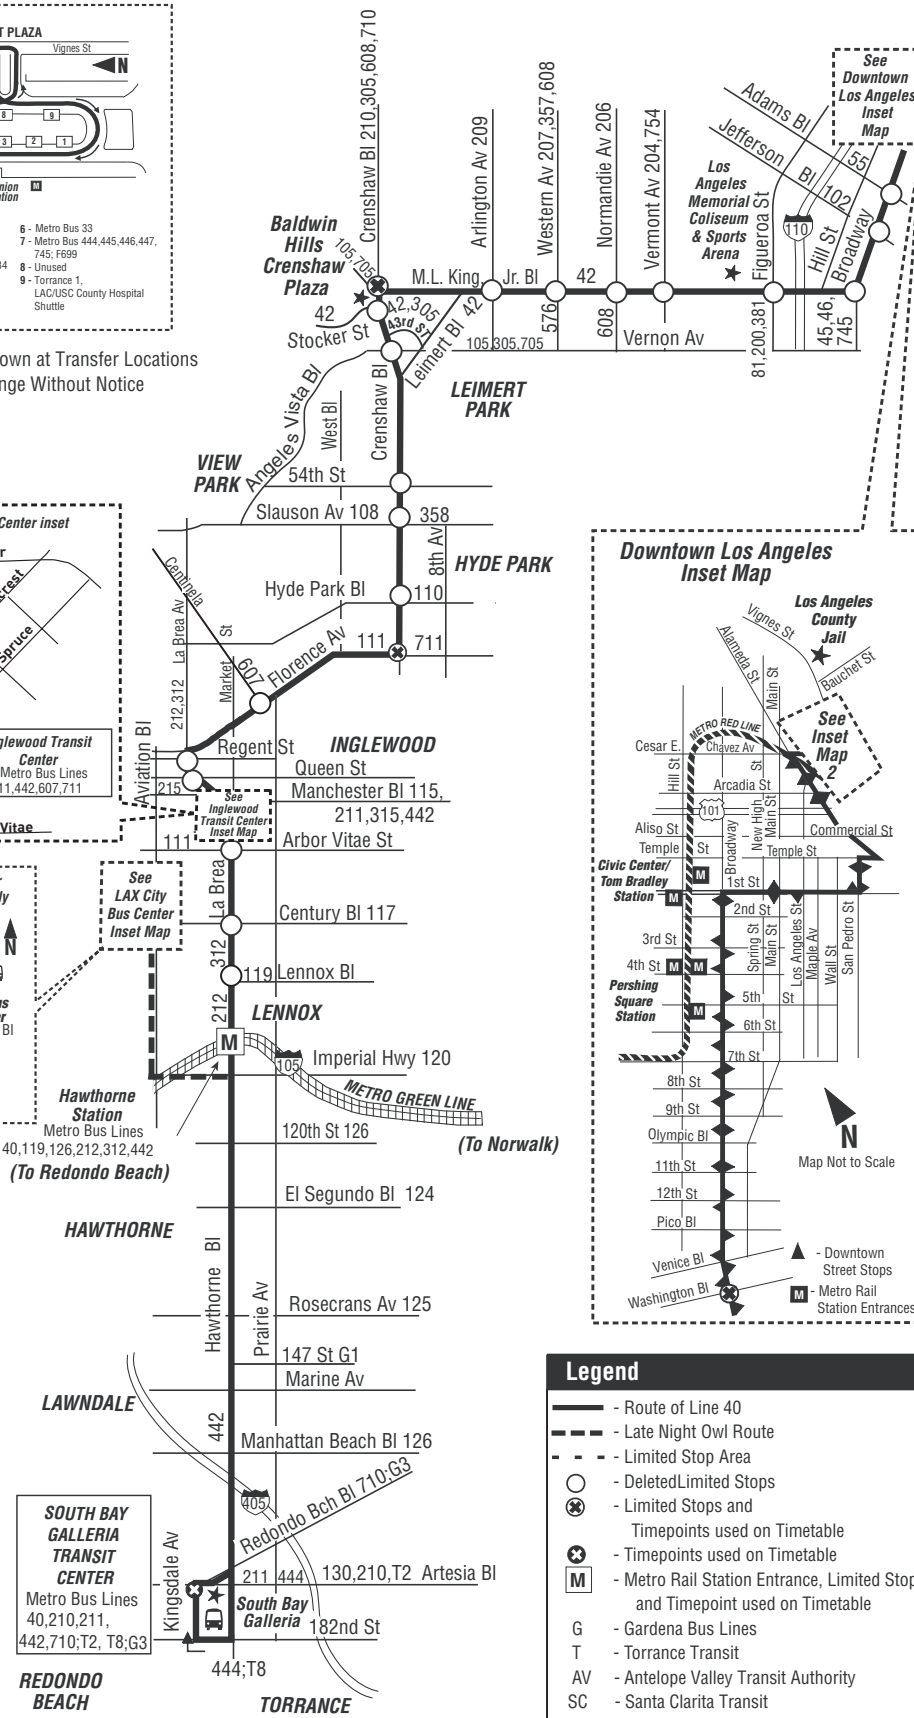 T PLAZA
Vignes St
N
8
9
3
2
1
M
6 - Metro Bus 33
7 - Metro Bus 444,445,446,447,
745; F699
8 - Unused
9 - Torrance 1,
LAC/USC County Hospital
Shuttle
own at Transfer Locations
nge Without Notice
Crenshaw Bl 210,305,608,710
Arlington Av 209
Western Av 207,357,608
Normandie Av 206
Vermont Av 204,754
Los
Angeles
Memorial
Coliseum
& Sports
Arena
Figueroa St
110
Hill St
Broadway
Adams Bl
55
Jefferson Bl 102
See
Downtown
Los Angeles
Inset
Map
Baldwin
Hills
Crenshaw
Plaza
105,705
M.L. King Jr. Bl 42
42
Stocker St
42,305
43rd ST
Leimert Bl 42
105,305,705
576
608
Vernon Av
81,200,381
45,46,
745
LEIMERT
PARK
Angeles Vista Bl
West Bl
Crenshaw Bl
VIEW
PARK
54th St
Slauson Av 108
358
8th Av
HYDE PARK
Hyde Park Bl
110
Center inset
r
crest
Spruce
Centinela
La Brea Av
212,312
Market St
607
Florence Av
111
711
glewood Transit
Center
Metro Bus Lines
11,442,607,711
Vitae
Aviation Bl
Regent St
INGLEWOOD
Queen St
215
See
Inglewood
Transit Center
Inset Map
Manchester Bl 115,
211,315,442
111
Arbor Vitae St
See
LAX City
Bus Center
Inset Map
La Brea
Century Bl 117
312
119
Lennox Bl
212
LENNOX
N
Bl
M
105
Imperial Hwy 120
METRO GREEN LINE
Hawthorne
Station
Metro Bus Lines
40,119,126,212,312,442
(To Redondo Beach)
120th St 126
(To Norwalk)
El Segundo Bl 124
HAWTHORNE
Hawthorne Bl
Prairie Av
Rosecrans Av 125
147 St G1
Marine Av
LAWNDALE
442
Manhattan Beach Bl 126
405
Redondo Bch Bl 710;G3
SOUTH BAY
GALLERIA
TRANSIT
CENTER
Metro Bus Lines
40,210,211,
442,710;T2, T8;G3
Kingsdale Av
211 444
130,210,T2 Artesia Bl
South Bay
Galleria
182nd St
444;T8
REDONDO
BEACH
TORRANCE
Downtown Los Angeles
Inset Map
Los Angeles
County
Jail
Vignes St
Alameda St
Bauchet St
Main St
METRO RED LINE
See
Inset
Map
2
Cesar E. Chavez Av
Hill St
St
Arcadia St
101
Aliso St
Broadway
New High
Main St
Commercial St
Temple St
Temple St
Civic Center/
Tom Bradley
Station
M
M
1st St
2nd St
3rd St
Spring St
Main St
Los Angeles St
Maple Av
Wall St
San Pedro St
4th St
M
M
Pershing
Square
Station
M
5th St
6th St
7th St
8th St
9th St
Olympic Bl
11th St
12th St
Pico Bl
Venice Bl
Washington Bl
N
Map Not to Scale
- Downtown
Street Stops
M - Metro Rail
Station Entrances
Legend
- Route of Line 40
- Late Night Owl Route
- Limited Stop Area
- DeletedLimited Stops
- Limited Stops and
Timepoints used on Timetable
- Timepoints used on Timetable
M - Metro Rail Station Entrance, Limited Stop
and Timepoint used on Timetable
G - Gardena Bus Lines
T - Torrance Transit
AV - Antelope Valley Transit Authority
SC - Santa Clarita Transit